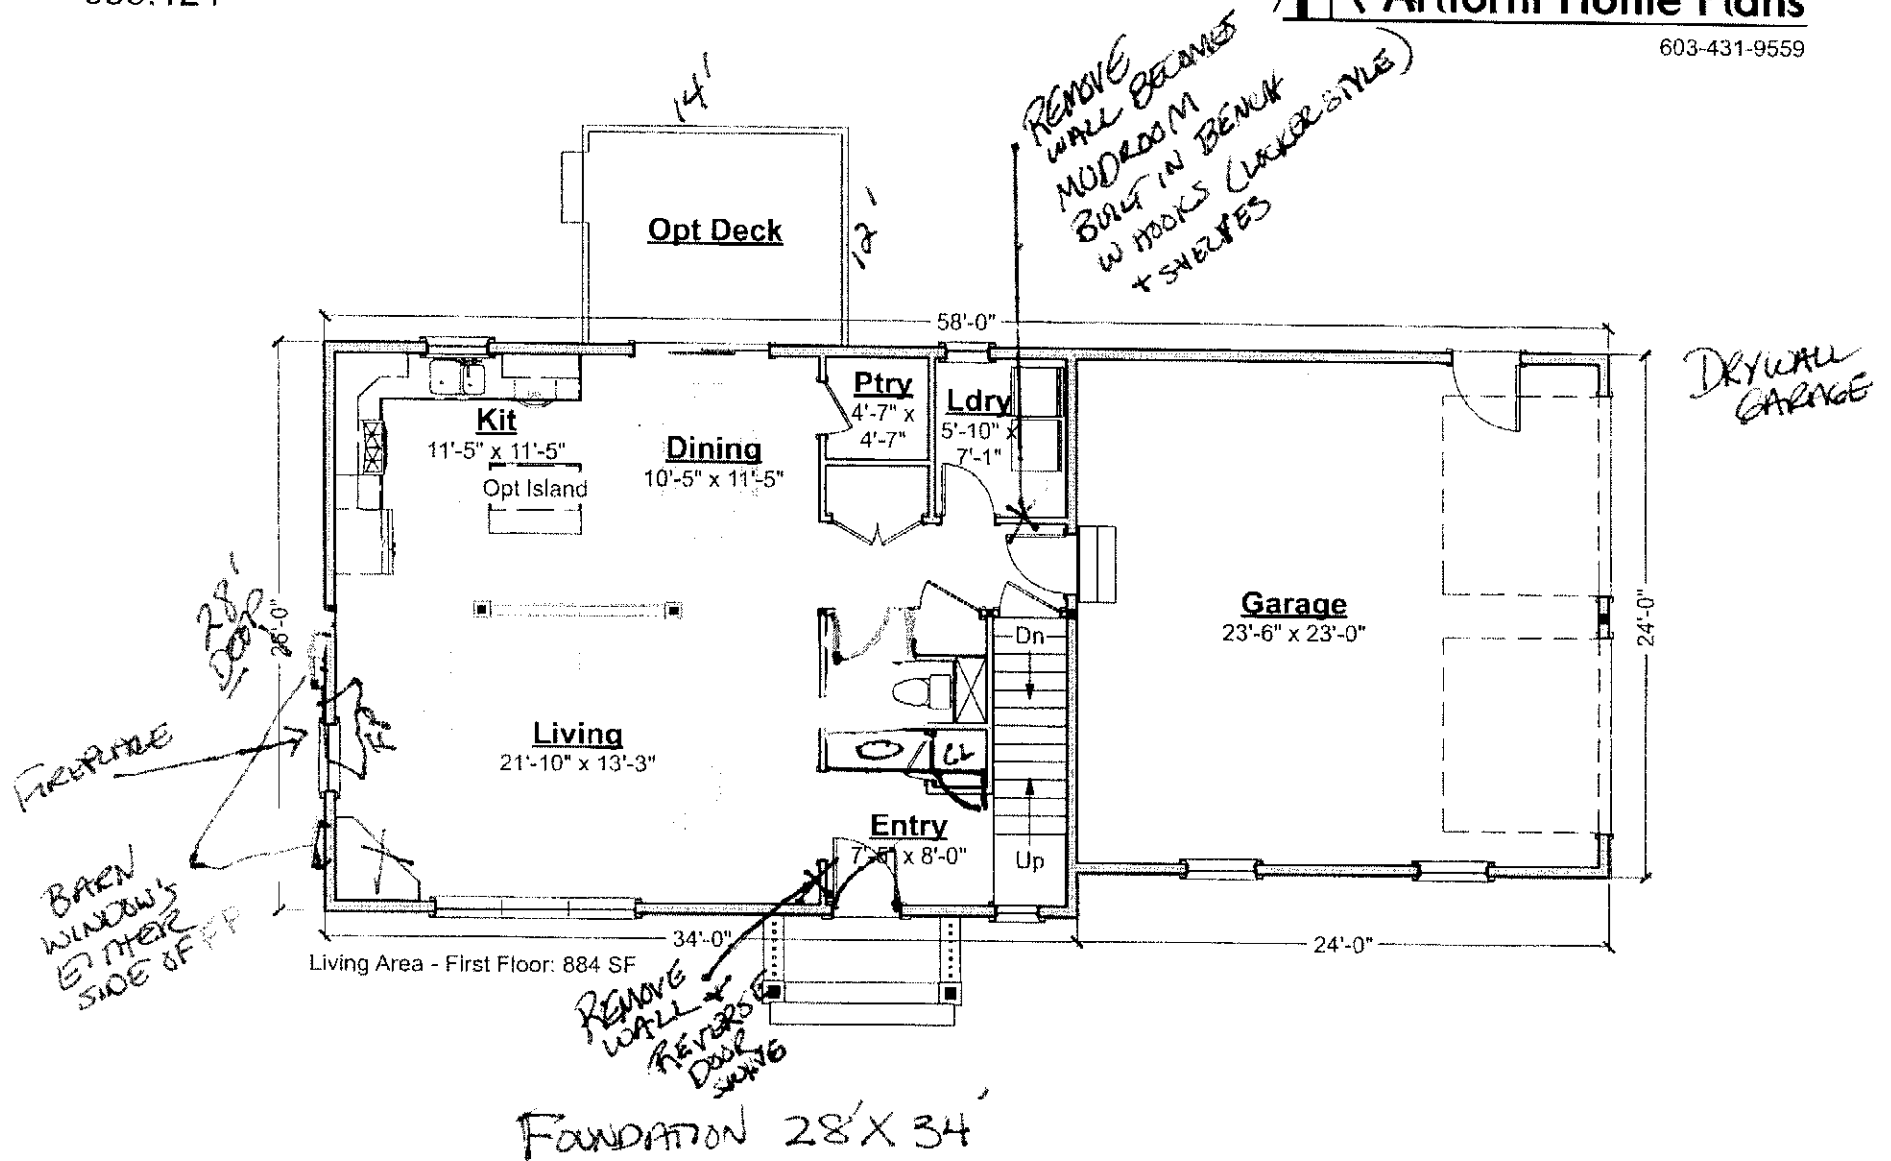 Artform Home Plans
603-431-9559
REMOVE
WALL BECOMES
MUDROOM
BUILT IN BENCH
W HOOKS (LOCKER STYLE)
+ SHELVES
14'
12'
Opt Deck
58'-0"
DRYWALL
GARAGE
Kit
11'-5" x 11'-5"
Opt Island
Dining
10'-5" x 11'-5"
Ptry
4'-7" x
4'-7"
Ldry
5'-10" x
7'-1"
Garage
23'-6" x 23'-0"
24'-0"
28'
Dn
FIREPLACE
FP
Living
21'-10" x 13'-3"
CL
Entry
7'-5" x 8'-0"
Up
BARN
WINDOW'S
EITHER
SIDE OF FP
34'-0"
24'-0"
Living Area - First Floor: 884 SF
REMOVE
WALL +
REVERSE
DOOR
SWING
FOUNDATION 28' X 34'